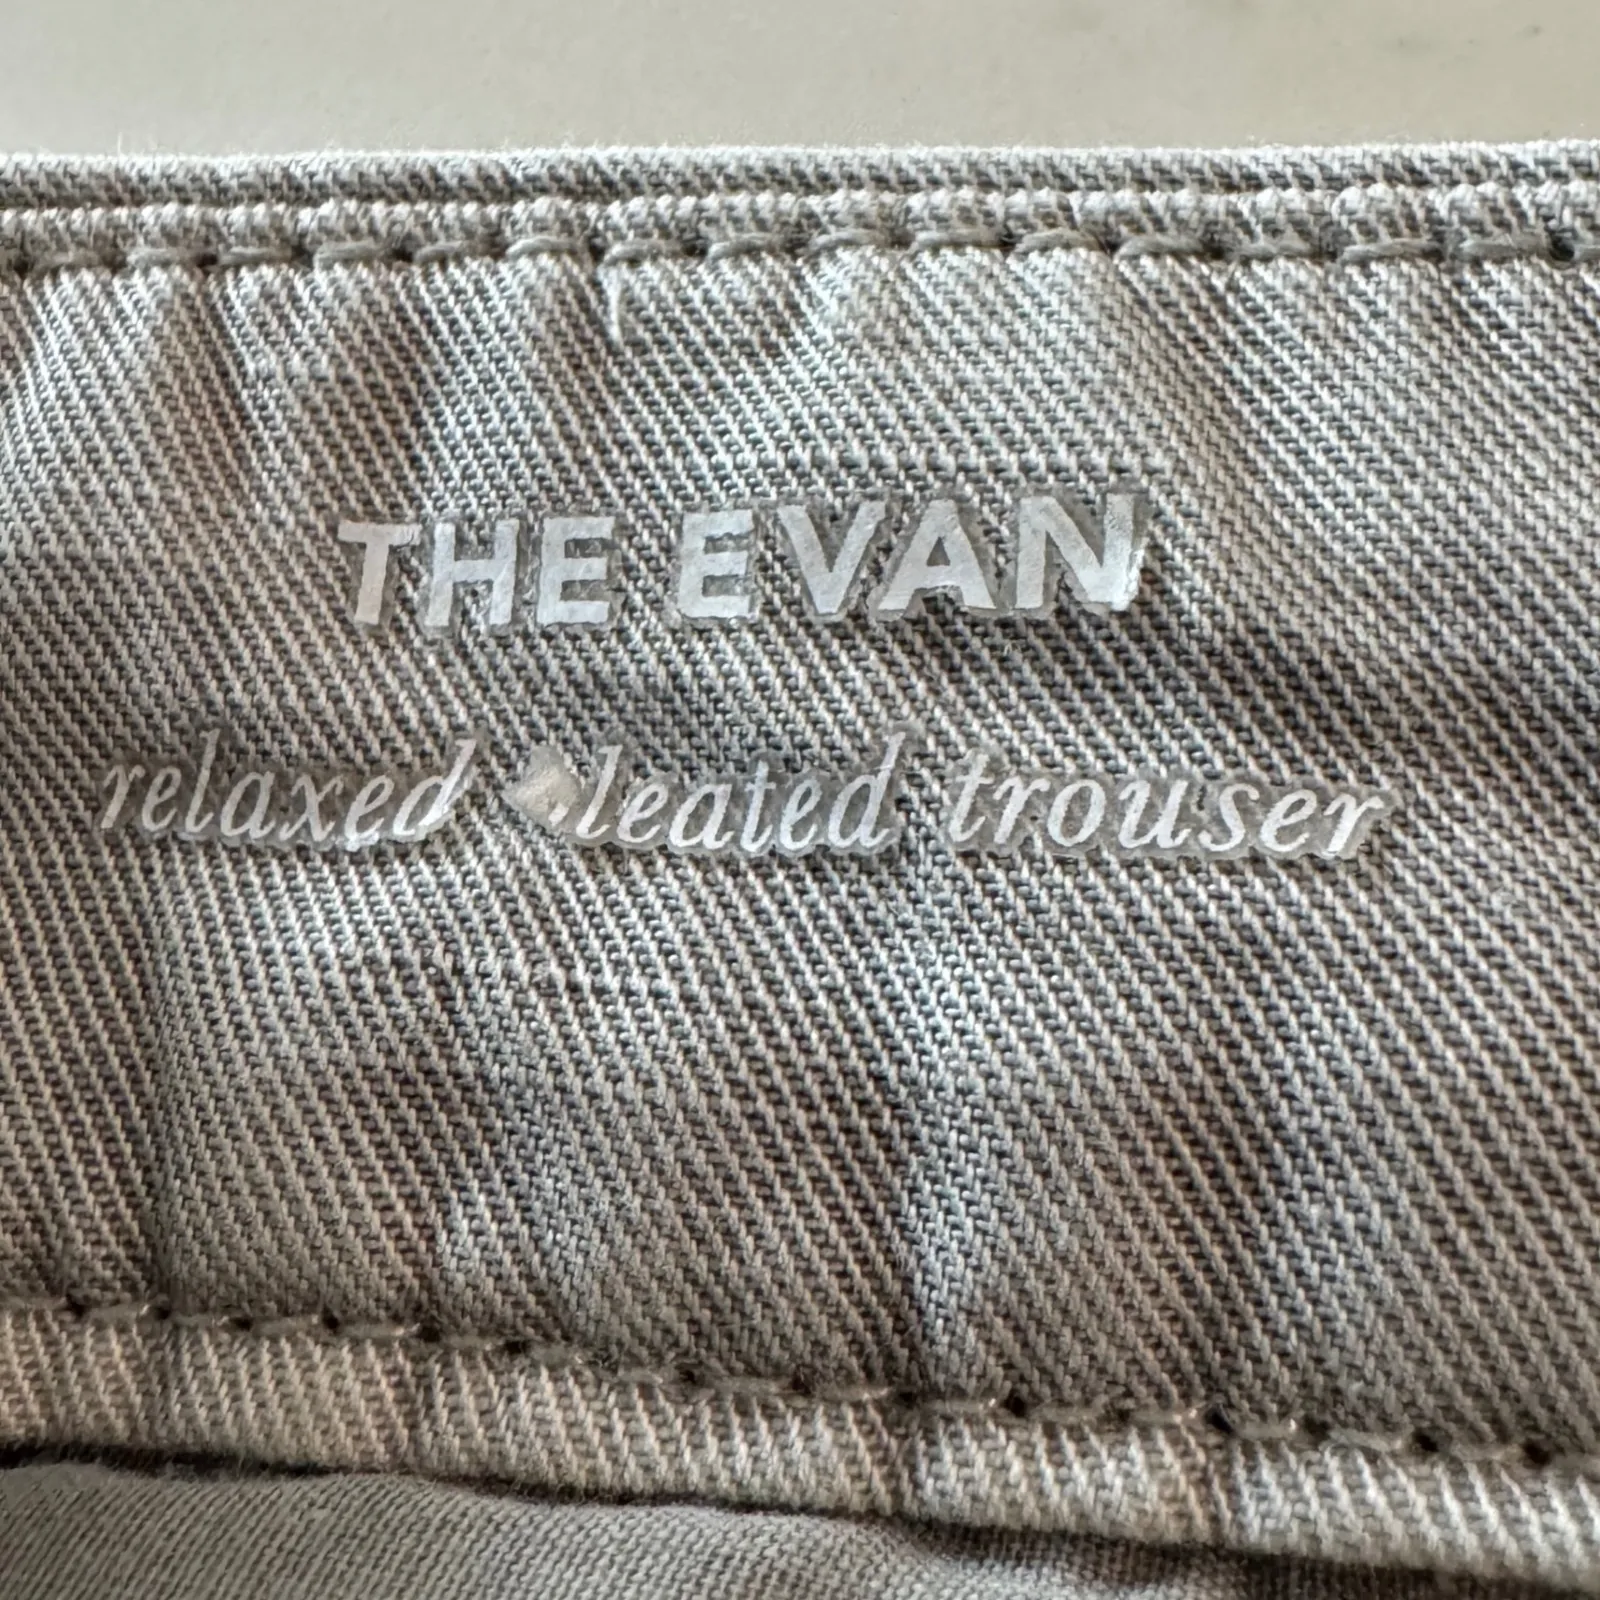 THE EVAN
relaxed leated trouser